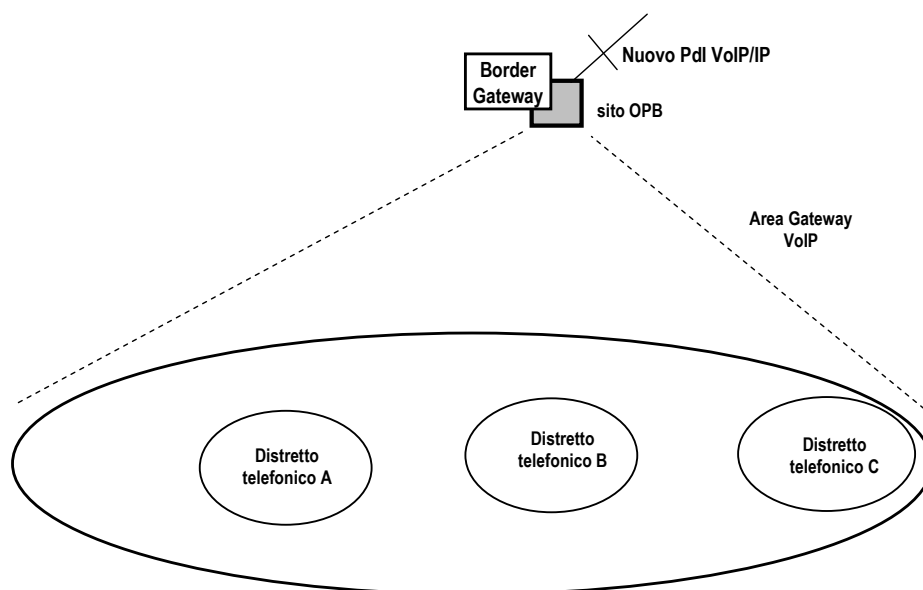 Nuovo PdI VoIP/IP
Border
Gateway
sito OPB
Area Gateway
VoIP
Distretto
telefonico A
Distretto
telefonico B
Distretto
telefonico C